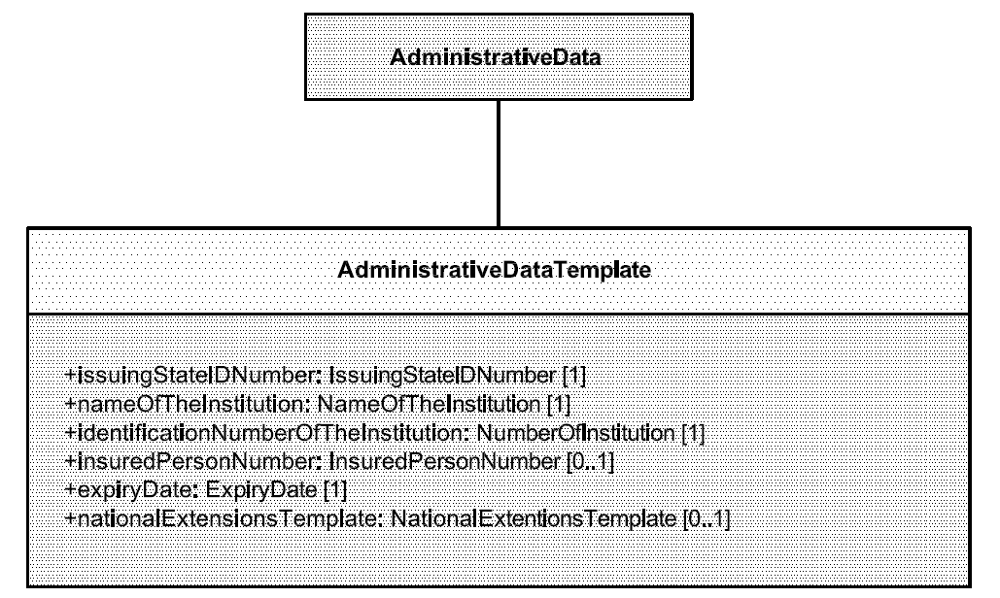 AdministrativeData
AdministrativeDataTemplate
+issuingStateIDNumber: IssuingStateIDNumber [1]
+nameOfTheInstitution: NameOfTheInstitution [1]
+identificationNumberOfTheInstitution: NumberOfInstitution [1]
+insuredPersonNumber: InsuredPersonNumber [0..1]
+expiryDate: ExpiryDate [1]
+nationalExtensionsTemplate: NationalExtentionsTemplate [0..1]